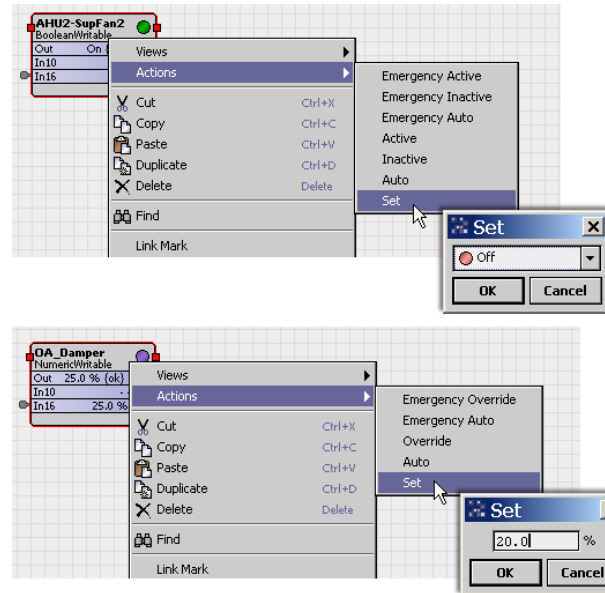 AHU2-SupFan2
BooleanWritable
Out On {
In10
In16
Views
Actions
Cut Ctrl+X
Copy Ctrl+C
Paste Ctrl+V
Duplicate Ctrl+D
Delete Delete
Find
Link Mark
Emergency Active
Emergency Inactive
Emergency Auto
Active
Inactive
Auto
Set
Set
Off
OK Cancel
OA_Damper
NumericWritable
Out 25.0 % {ok}
In10 - -
In16 25.0 %
Views
Actions
Cut Ctrl+X
Copy Ctrl+C
Paste Ctrl+V
Duplicate Ctrl+D
Delete Delete
Find
Link Mark
Emergency Override
Emergency Auto
Override
Auto
Set
Set
20.0 %
OK Cancel